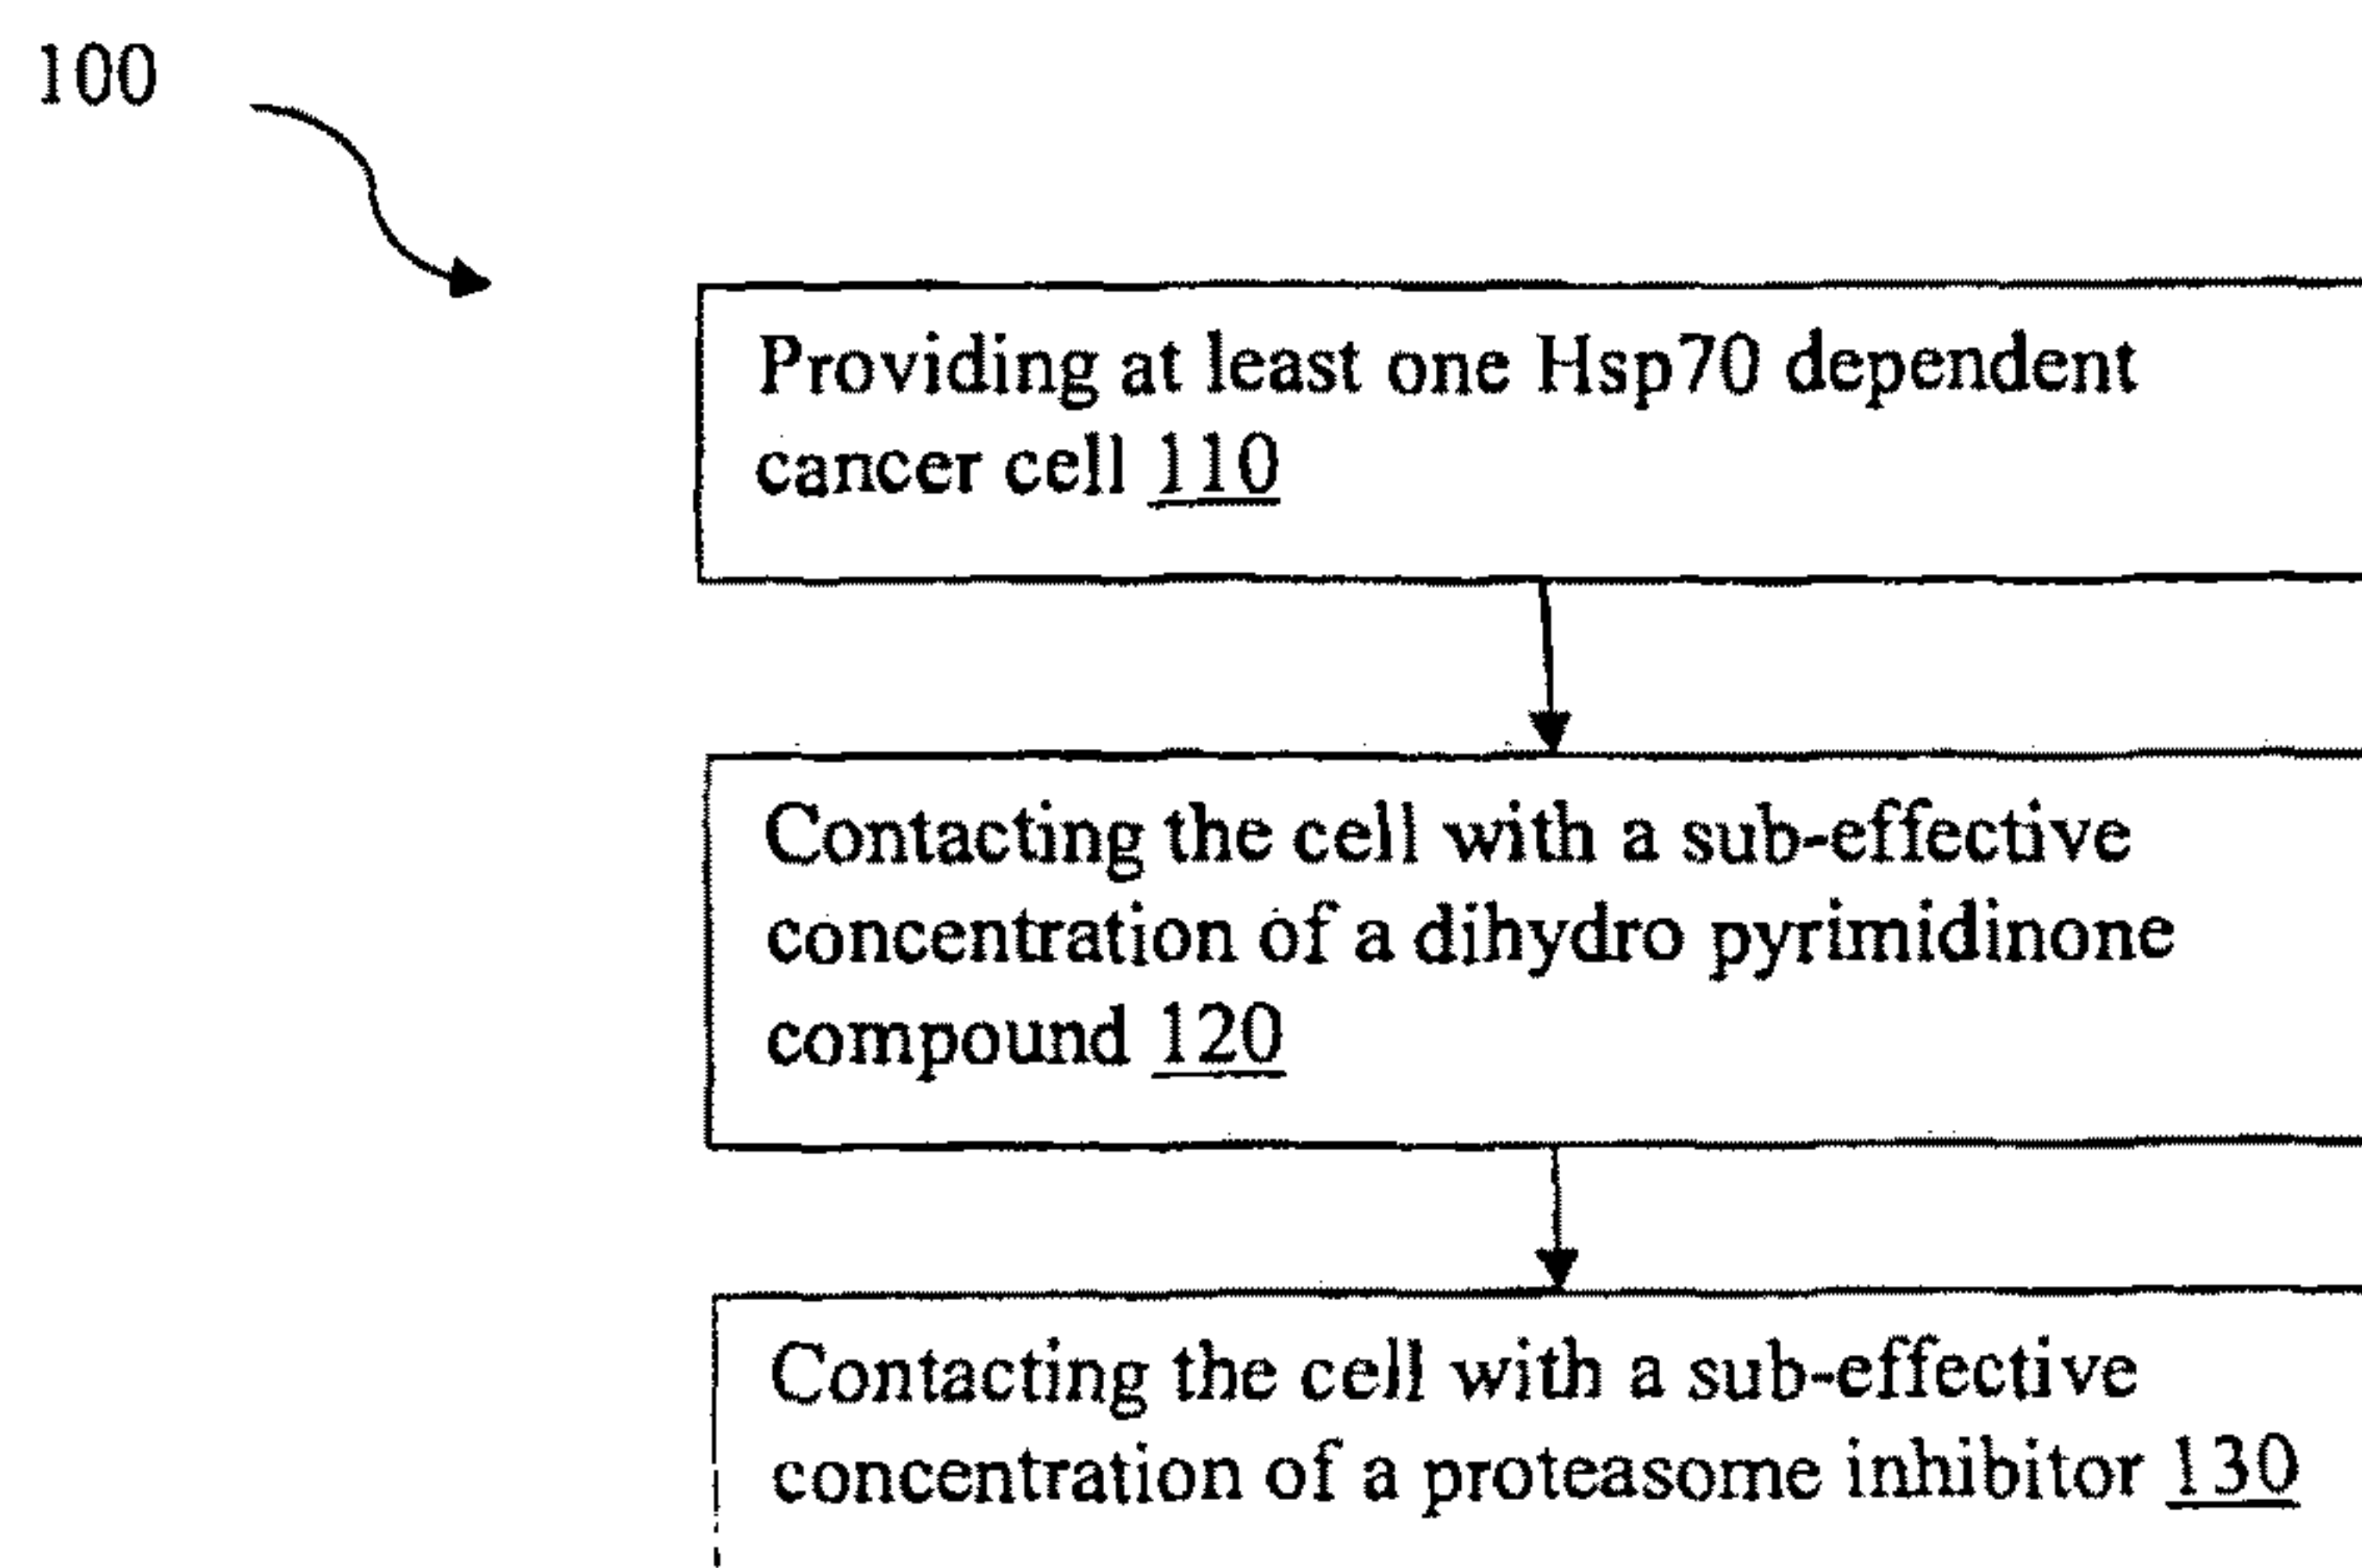 100
Providing at least one Hsp70 dependent
cancer cell 110
Contacting the cell with a sub-effective
concentration of a dihydro pyrimidinone
compound 120
Contacting the cell with a sub-effective
concentration of a proteasome inhibitor 130